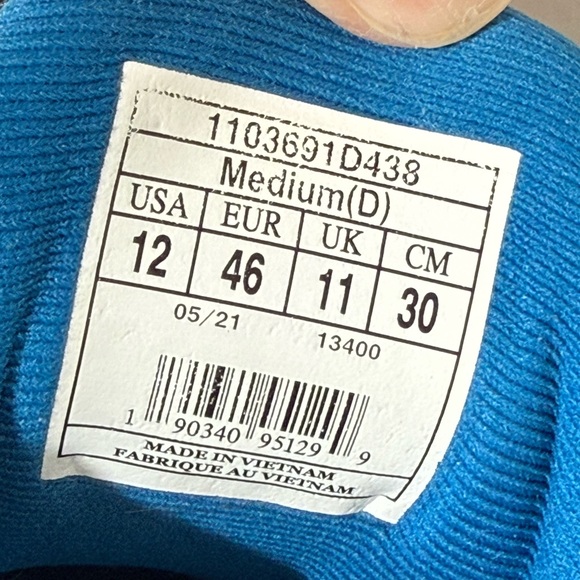 1103691D438
Medium(D)
USA EUR UK CM
12 46 11 30
05/21 13400
1 90340 95129 9
MADE IN VIETNAM
FABRIQUE AU VIETNAM